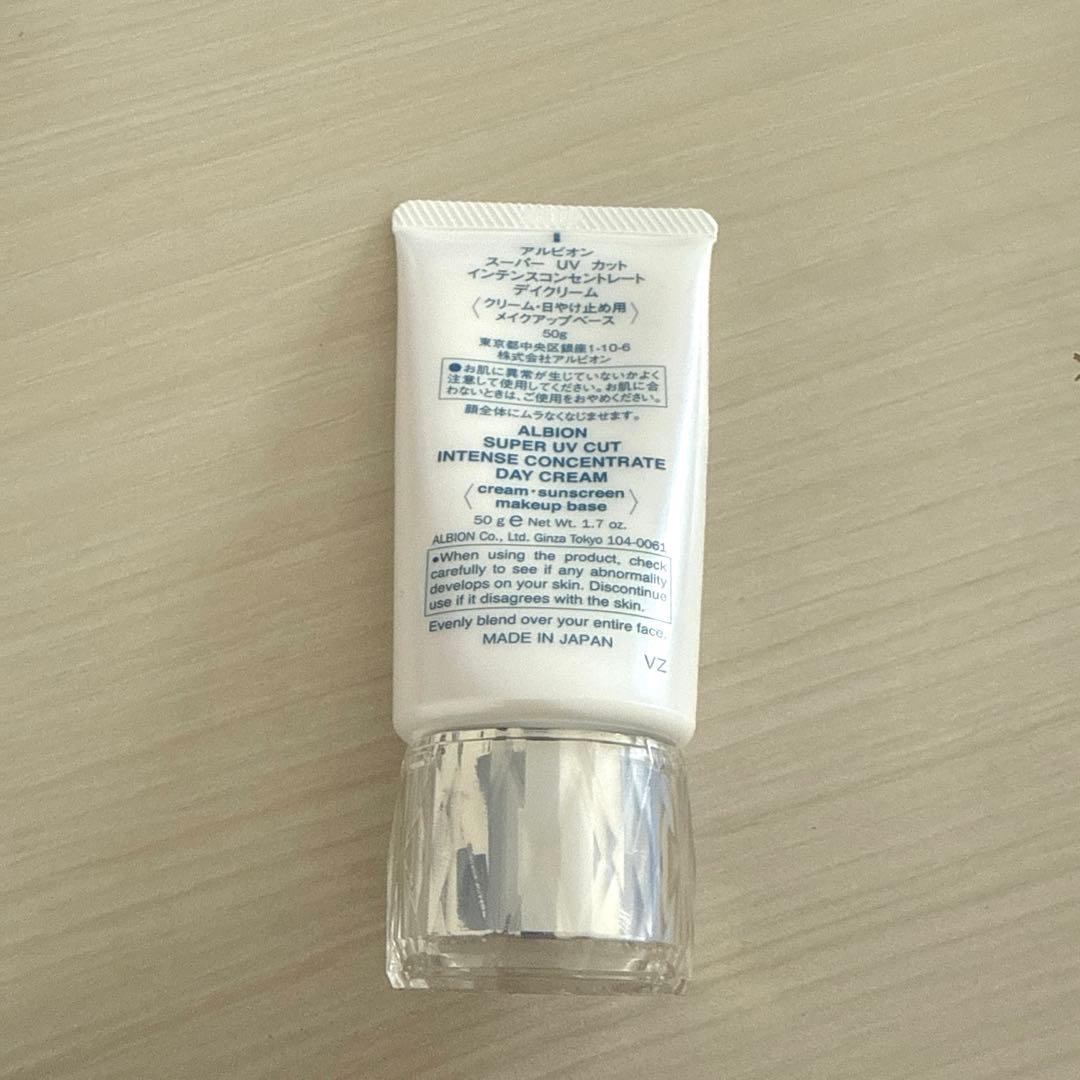 アルビオン
スーパー UV カット
インテンスコンセントレート
デイクリーム
〈クリーム・日やけ止め用
メイクアップベース〉
50g
東京都中央区銀座1-10-6
株式会社アルビオン
●お肌に異常が生じていないかよく
注意して使用してください。お肌に合
わないときは、ご使用をおやめください。
顔全体にムラなくなじませます。
ALBION
SUPER UV CUT
INTENSE CONCENTRATE
DAY CREAM
〈cream・sunscreen
makeup base〉
50 g ℮ Net Wt. 1.7 oz.
ALBION Co., Ltd. Ginza Tokyo 104-0061
●When using the product, check
carefully to see if any abnormality
develops on your skin. Discontinue
use if it disagrees with the skin.
Evenly blend over your entire face.
MADE IN JAPAN
VZ